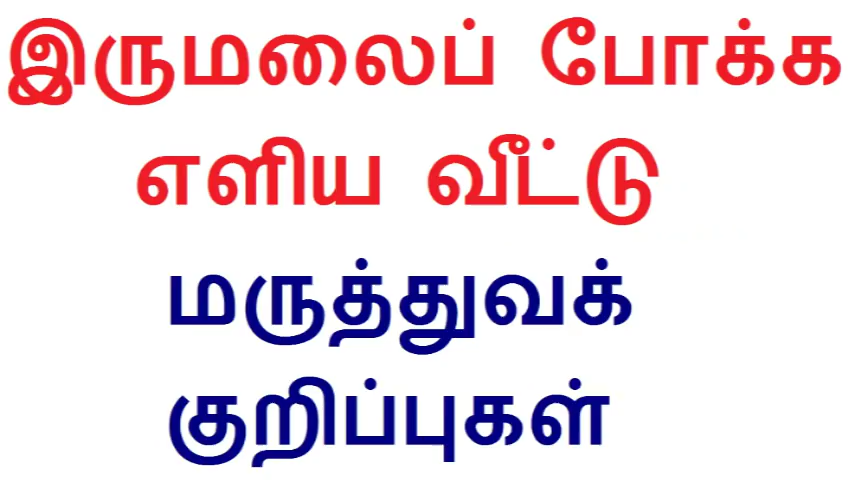 இருமலைப் போக்க
எளிய வீட்டு
மருத்துவக்
குறிப்புகள்